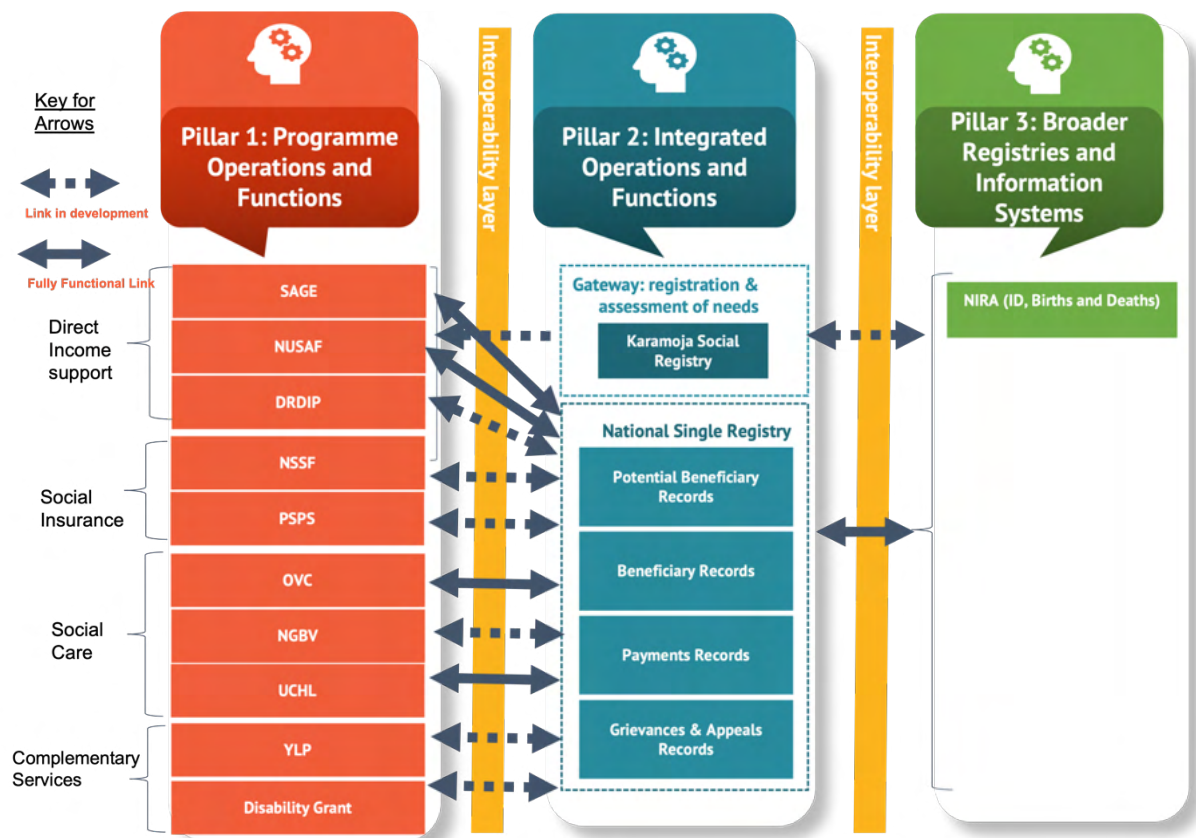 Key for
Arrows
Link in development
Fully Functional Link
Pillar 1: Programme
Operations and
Functions
Interoperability layer
Pillar 2: Integrated
Operations and
Functions
Interoperability layer
Pillar 3: Broader
Registries and
Information
Systems
Direct
Income
support
SAGE
NUSAF
DRDIP
Social
Insurance
NSSF
PSPS
Social
Care
OVC
NGBV
UCHL
Complementary
Services
YLP
Disability Grant
Gateway: registration &
assessment of needs
Karamoja Social
Registry
National Single Registry
Potential Beneficiary
Records
Beneficiary Records
Payments Records
Grievances & Appeals
Records
NIRA (ID, Births and Deaths)